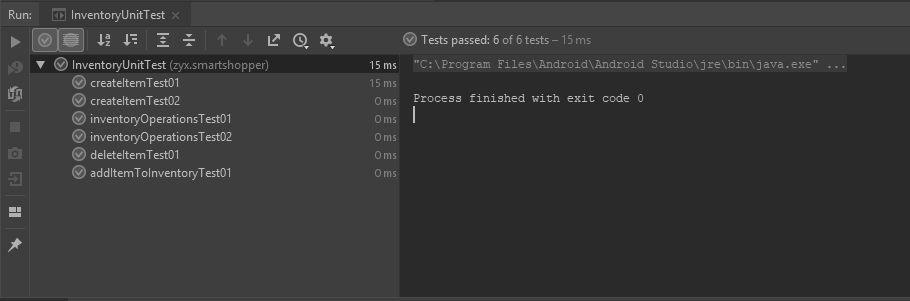 Run: InventoryUnitTest ×
Tests passed: 6 of 6 tests – 15 ms
InventoryUnitTest (zyx.smartshopper) 15 ms
createItemTest01 15 ms
createItemTest02 0 ms
inventoryOperationsTest01 0 ms
inventoryOperationsTest02 0 ms
deleteItemTest01 0 ms
addItemToInventoryTest01 0 ms
"C:\Program Files\Android\Android Studio\jre\bin\java.exe" ...
Process finished with exit code 0